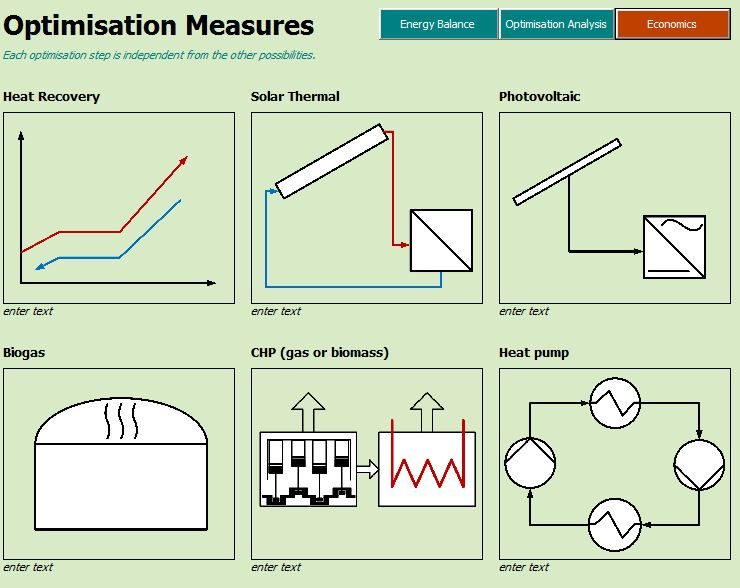 Optimisation Measures
Energy Balance
Optimisation Analysis
Economics
Each optimisation step is independent from the other possibilities.
Heat Recovery
Solar Thermal
Photovoltaic
enter text
enter text
enter text
Biogas
CHP (gas or biomass)
Heat pump
enter text
enter text
enter text